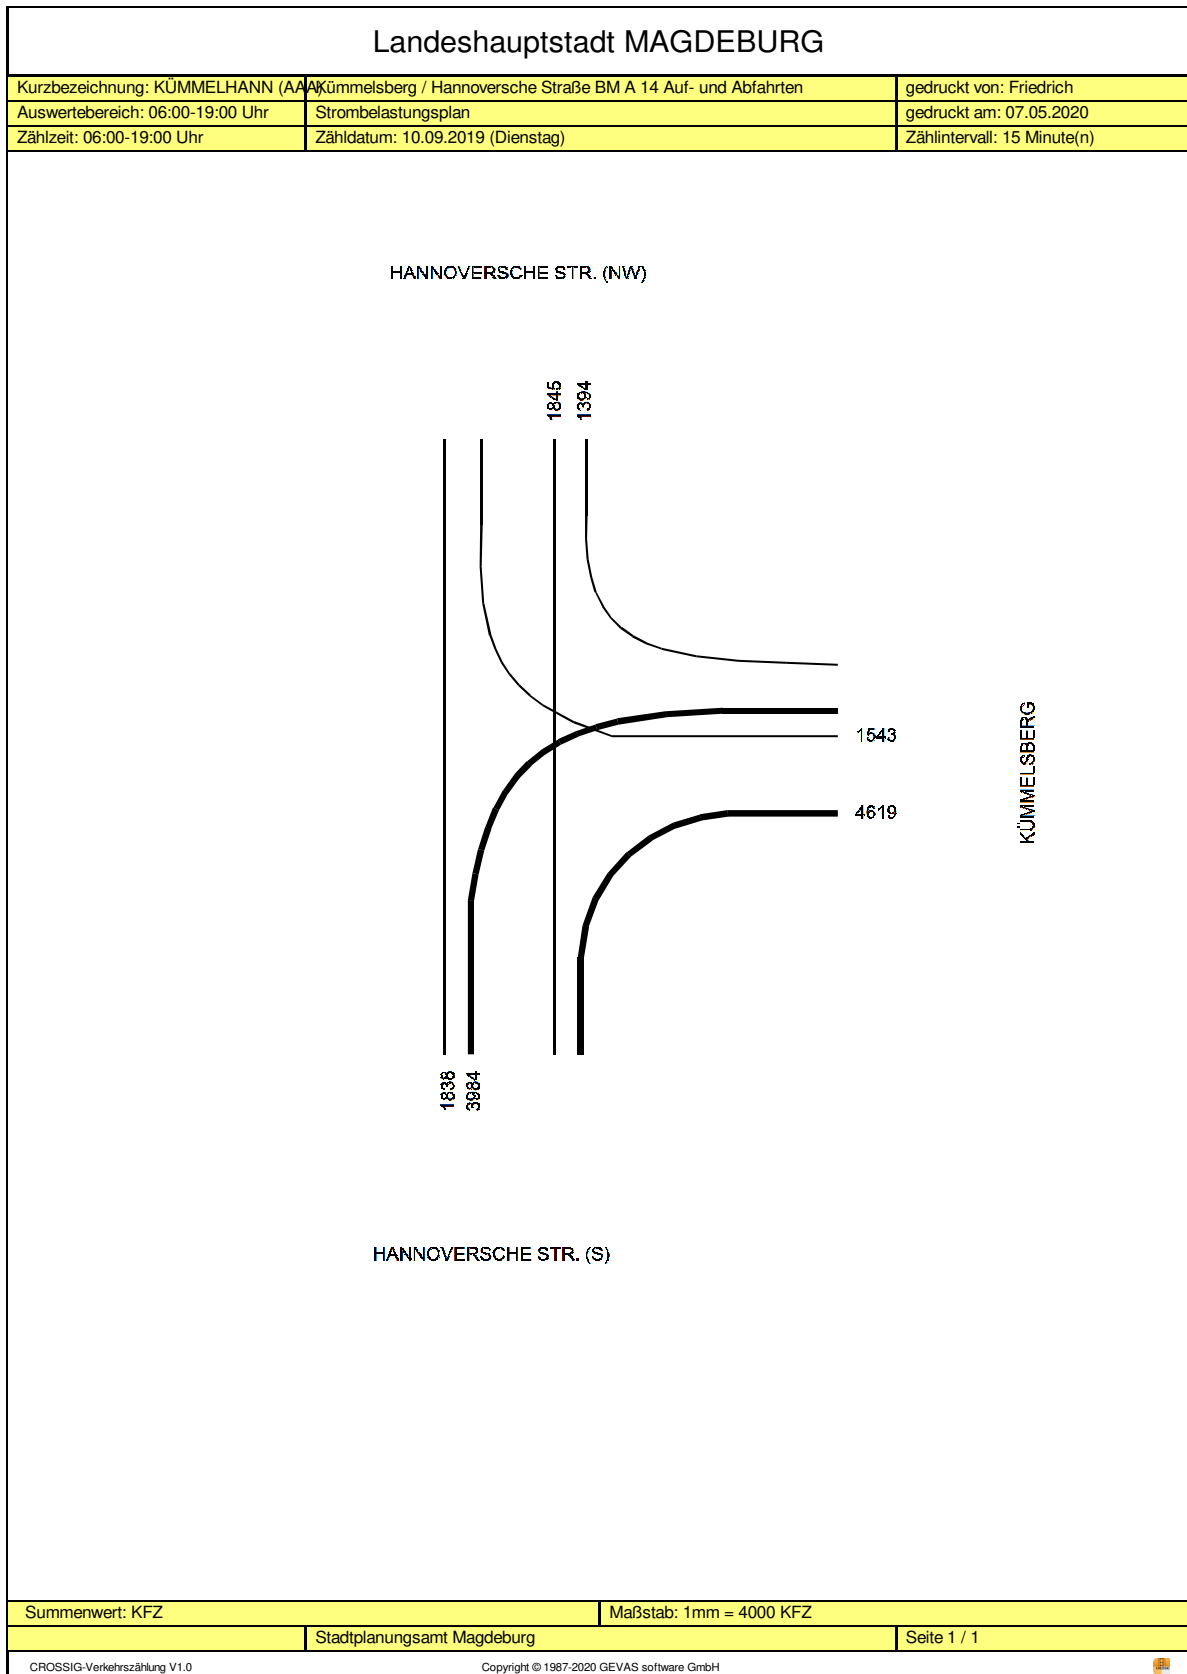 Landeshauptstadt MAGDEBURG
Kurzbezeichnung: KÜMMELHANN (AAA) Kümmelsberg / Hannoversche Straße BM A 14 Auf- und Abfahrten gedruckt von: Friedrich
Auswertebereich: 06:00-19:00 Uhr Strombelastungsplan gedruckt am: 07.05.2020
Zählzeit: 06:00-19:00 Uhr Zähldatum: 10.09.2019 (Dienstag) Zählintervall: 15 Minute(n)
HANNOVERSCHE STR. (NW)
1845
1394
1543
4619
KÜMMELSBERG
1838
3984
HANNOVERSCHE STR. (S)
Summenwert: KFZ Maßstab: 1mm = 4000 KFZ
Stadtplanungsamt Magdeburg Seite 1 / 1
CROSSIG-Verkehrszählung V1.0 Copyright © 1987-2020 GEVAS software GmbH